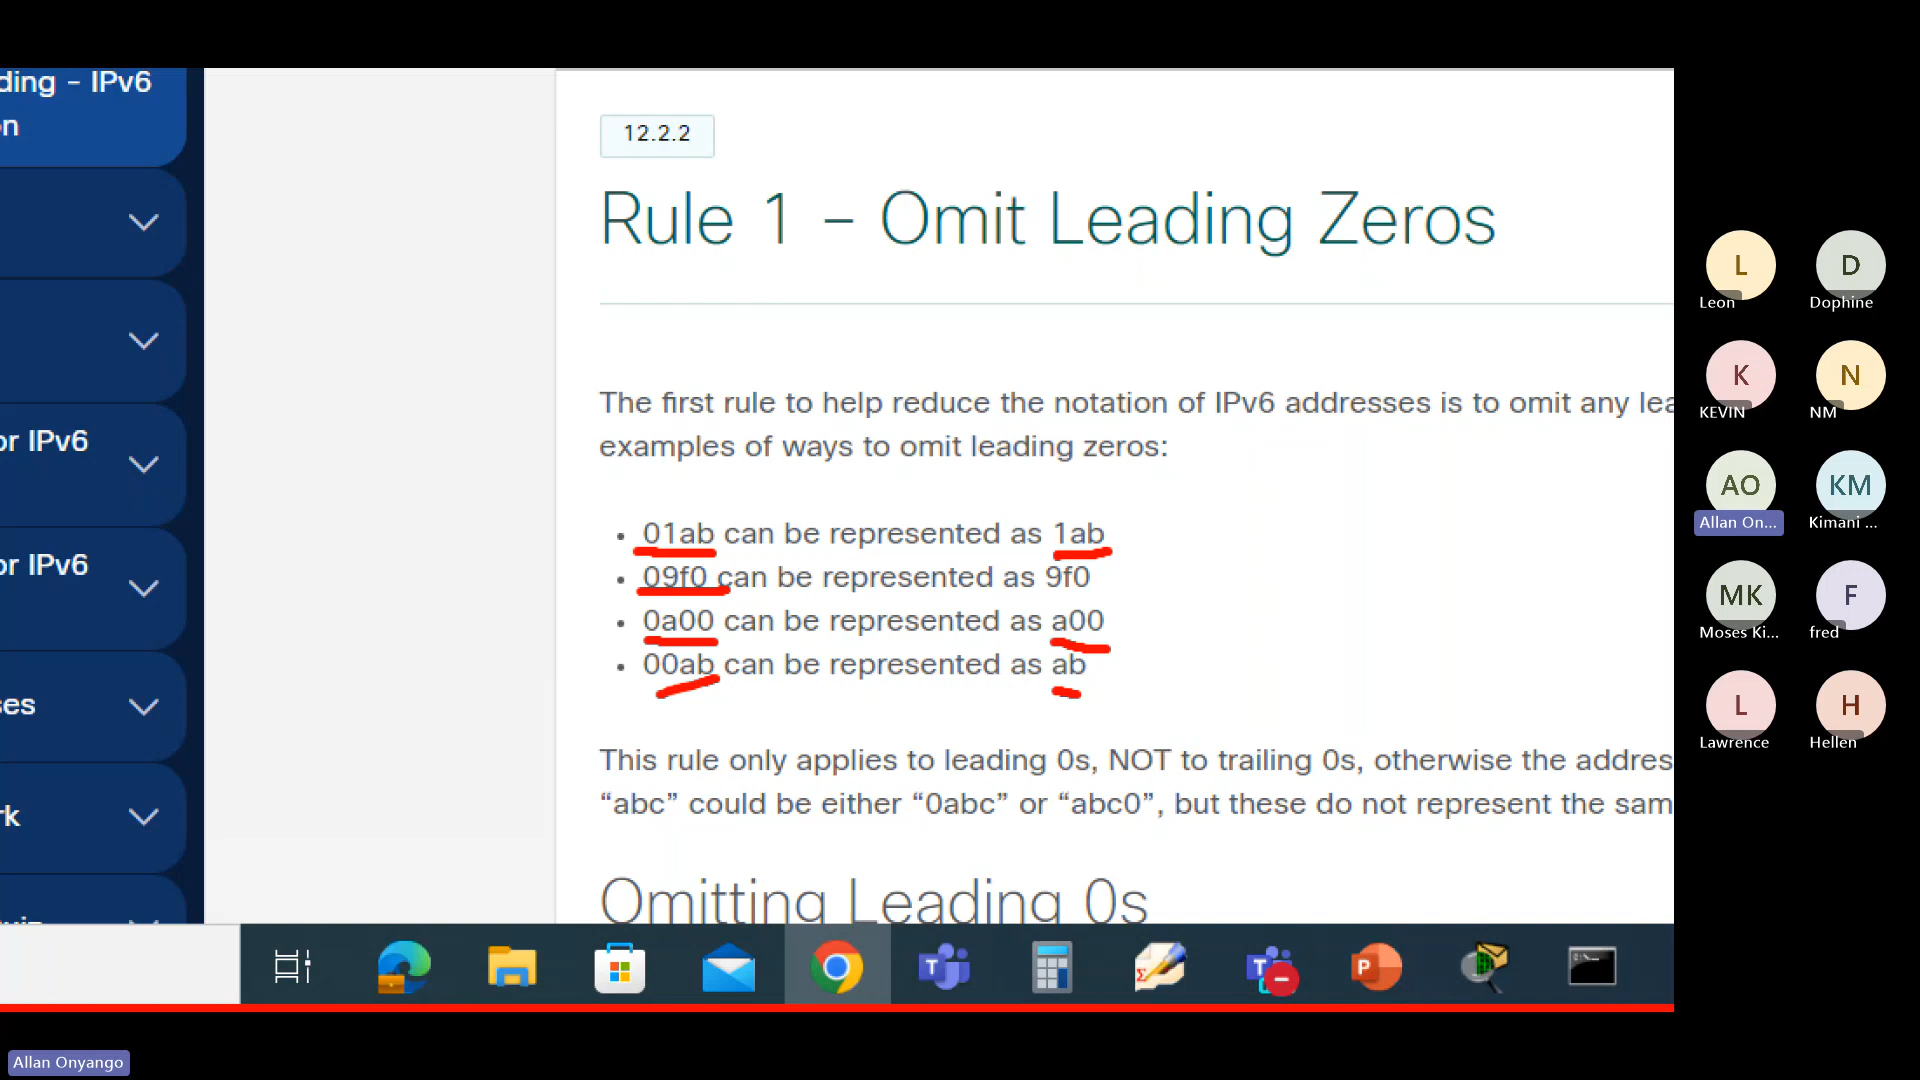 ding - IPv6
on
or IPv6
or IPv6
ses
rk
12.2.2
Rule 1 – Omit Leading Zeros
The first rule to help reduce the notation of IPv6 addresses is to omit any lea
examples of ways to omit leading zeros:
• 01ab can be represented as 1ab
• 09f0 can be represented as 9f0
• 0a00 can be represented as a00
• 00ab can be represented as ab
This rule only applies to leading 0s, NOT to trailing 0s, otherwise the addres
“abc” could be either “0abc” or “abc0”, but these do not represent the sam
Omitting Leading 0s
L
Leon
D
Dophine
K
KEVIN
N
NM
AO
Allan On...
KM
Kimani ...
MK
Moses Ki...
F
fred
L
Lawrence
H
Hellen
Allan Onyango